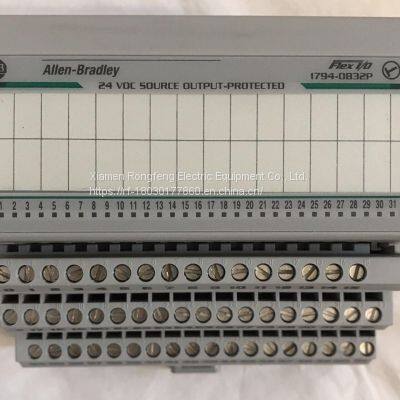 Allen-Bradley
Flex I/O
24 VDC SOURCE OUTPUT-PROTECTED
1794-OB32P
Xiamen Rongfeng Electric Equipment Co., Ltd.
https://rf-18030177860.en.china.cn/
1 2 3 4 5 6 7 8 9 10 11 12 13 14 15 16 17 18 19 20 21 22 23 24 25 26 27 28 29 30 31